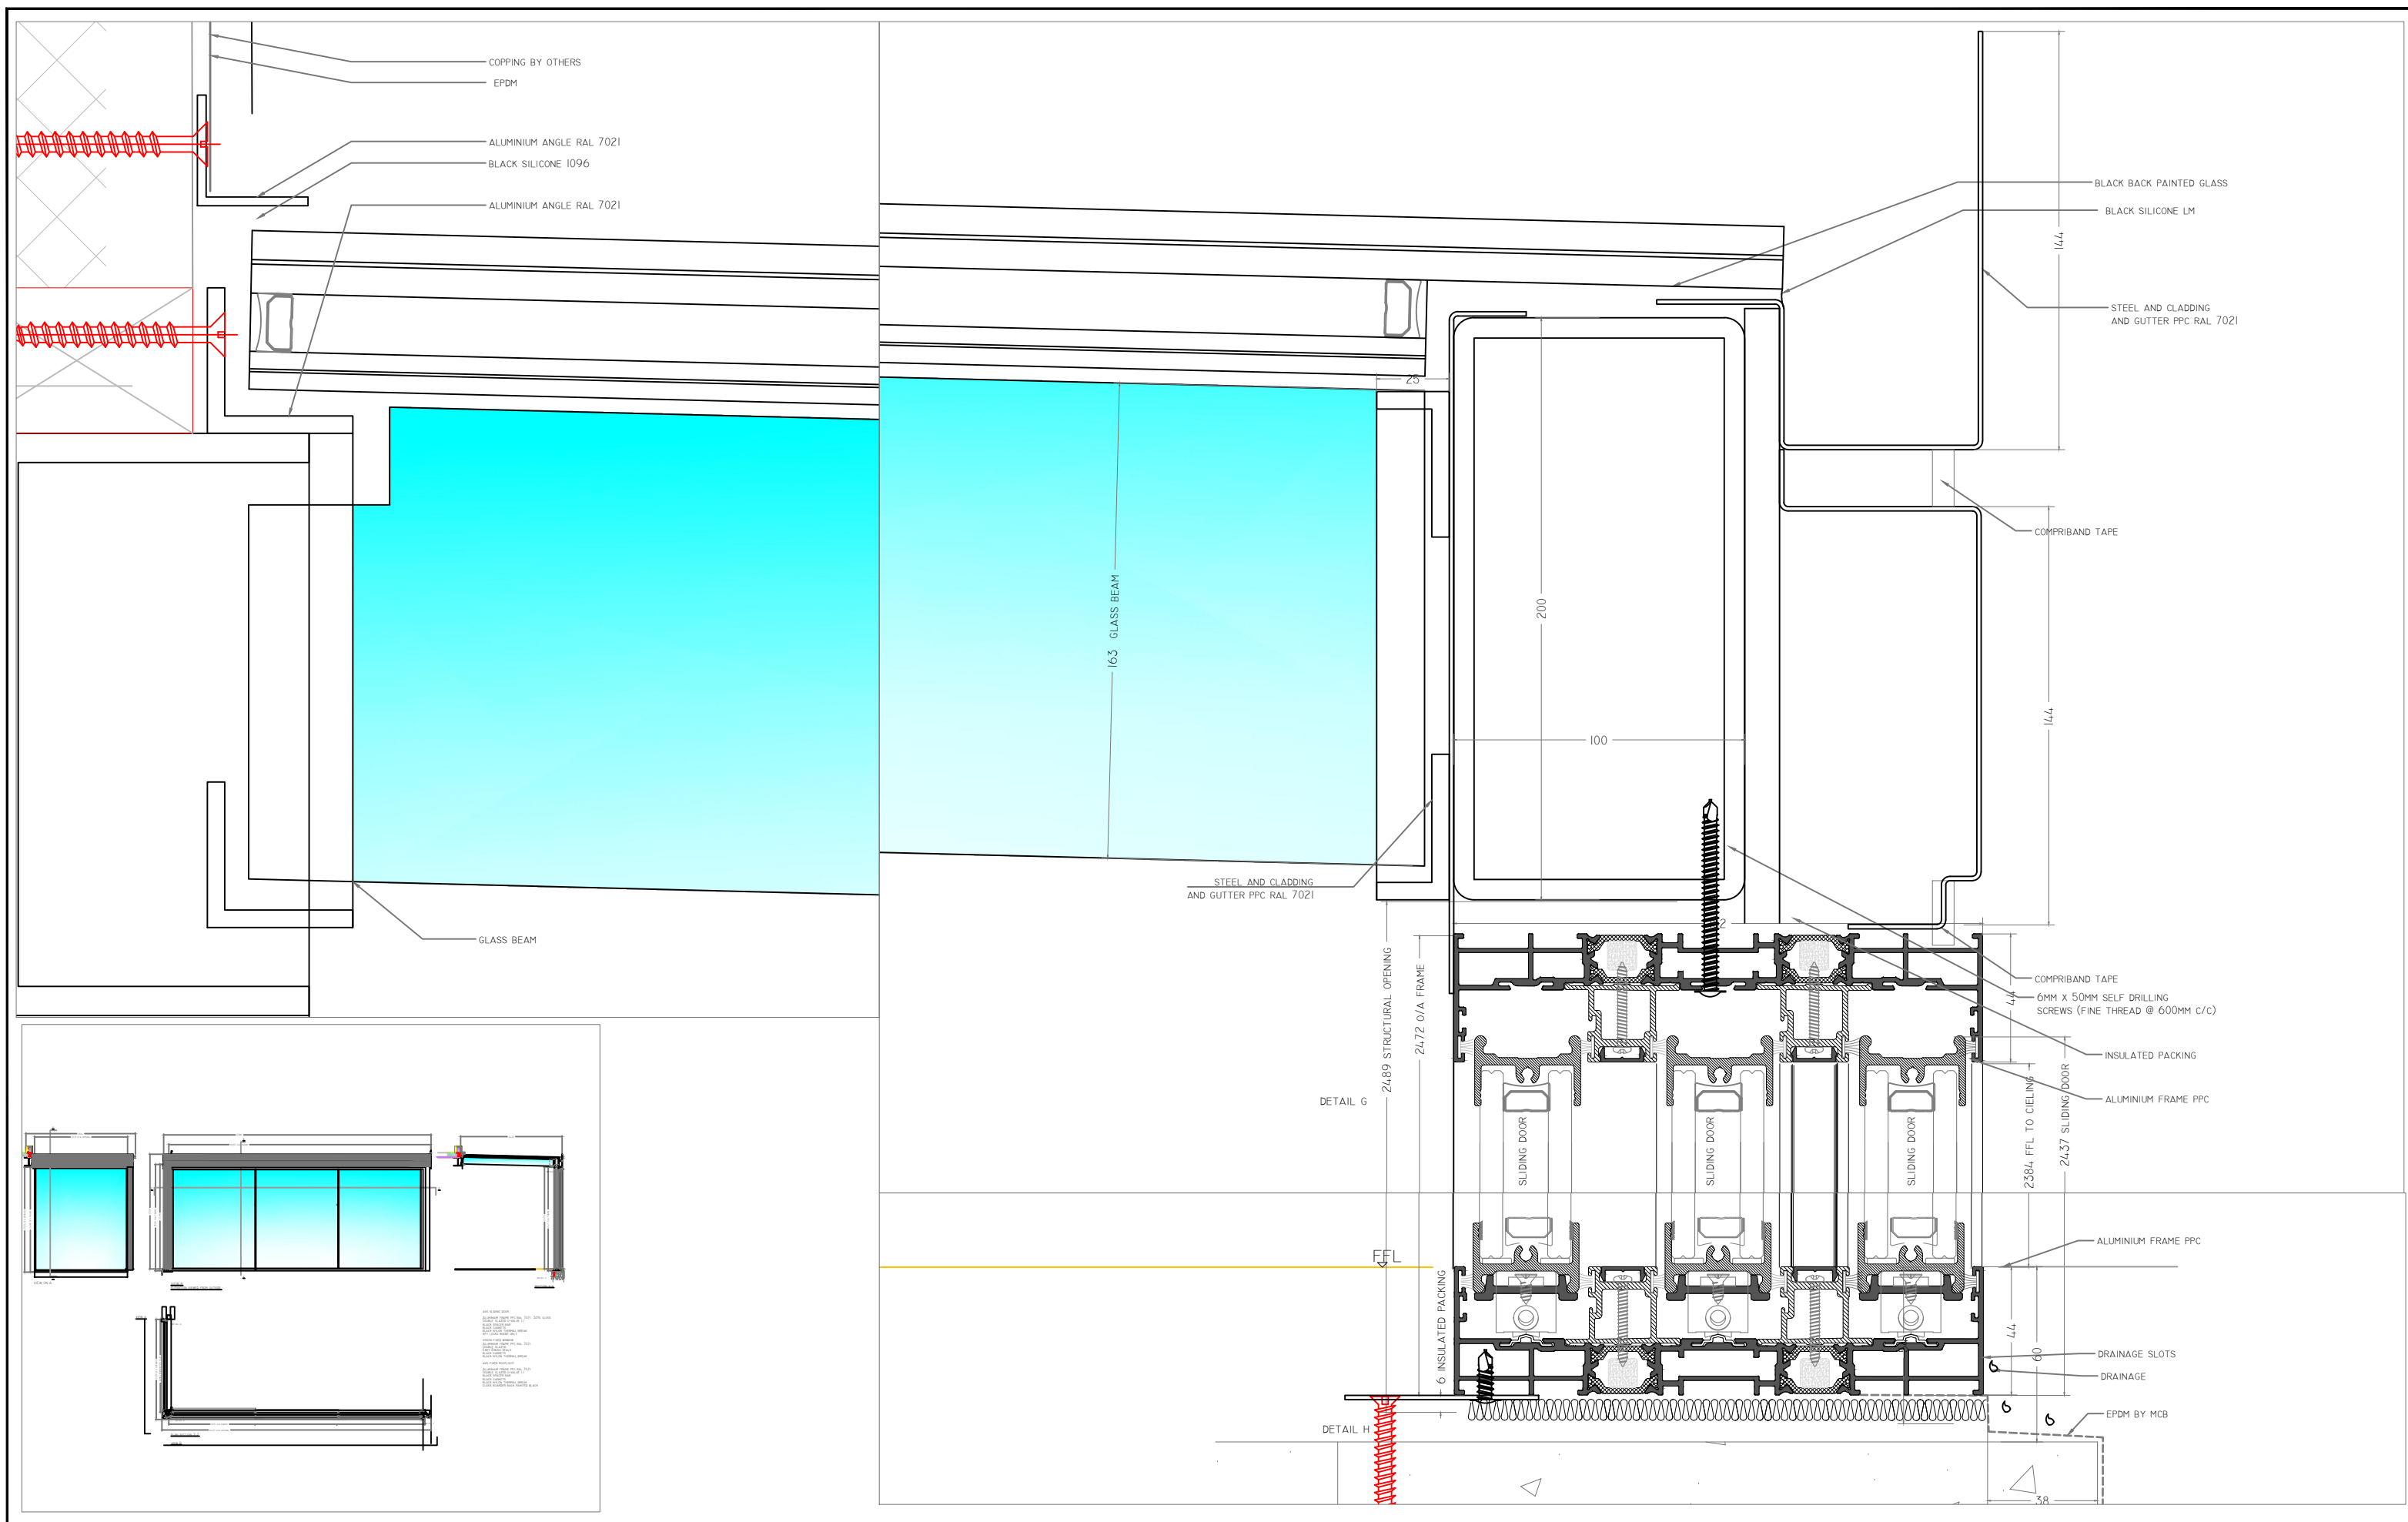 COPPING BY OTHERS
EPDM
ALUMINIUM ANGLE RAL 7021
BLACK SILICONE 1096
ALUMINIUM ANGLE RAL 7021
GLASS BEAM
BLACK BACK PAINTED GLASS
BLACK SILICONE LM
144
STEEL AND CLADDING
AND GUTTER PPC RAL 7021
25
COMPRIBAND TAPE
163 GLASS BEAM
200
144
100
STEEL AND CLADDING
AND GUTTER PPC RAL 7021
COMPRIBAND TAPE
6MM X 50MM SELF DRILLING
SCREWS (FINE THREAD @ 600MM C/C)
44
INSULATED PACKING
2489 STRUCTURAL OPENING
2472 O/A FRAME
DETAIL G
SLIDING DOOR
SLIDING DOOR
SLIDING DOOR
2384 FFL TO CIELING
2437 SLIDING DOOR
ALUMINIUM FRAME PPC
ALUMINIUM FRAME PPC
FFL
6 INSULATED PACKING
44
60
DRAINAGE SLOTS
DRAINAGE
EPDM BY MCB
DETAIL H
38